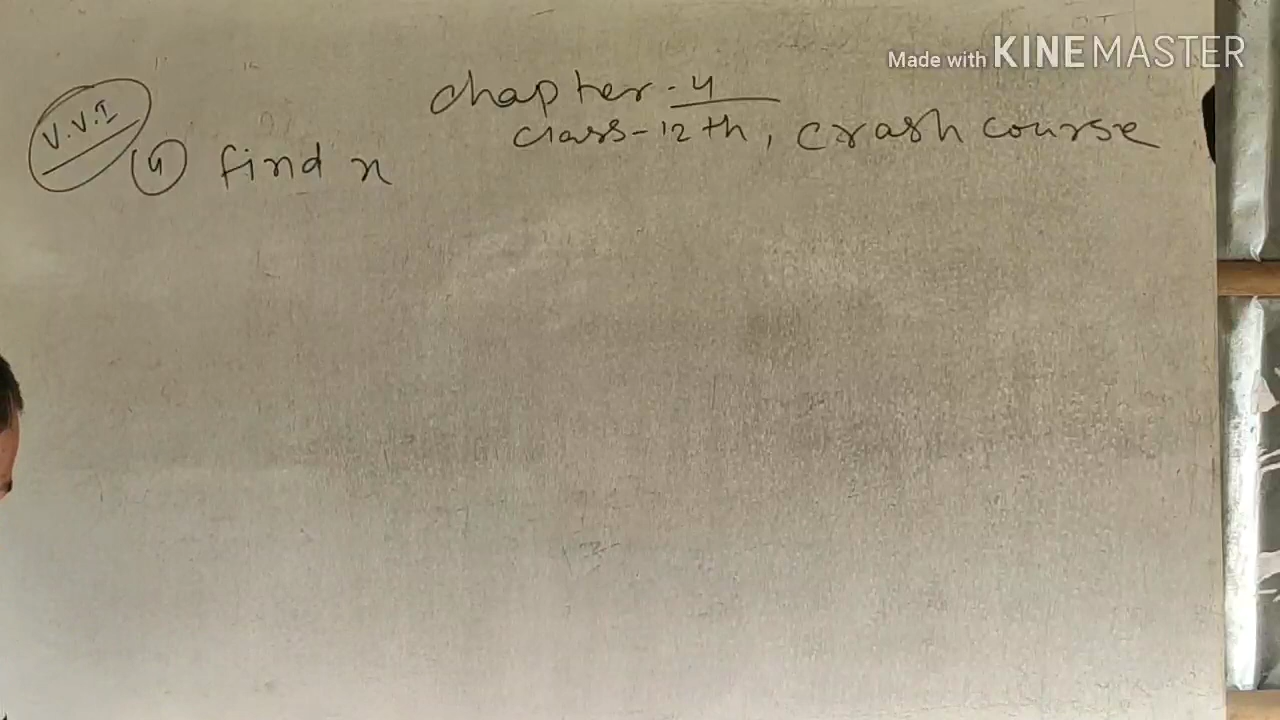 Made with KINEMASTER
chapter-4
class-12th, crash course
V.V.I
4 find x